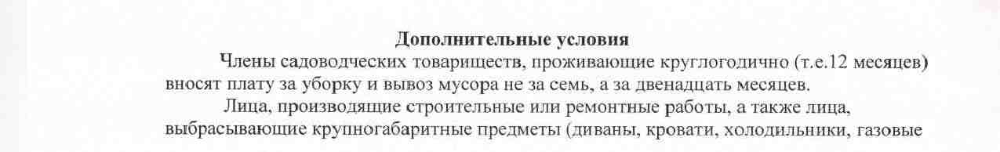 Дополнительные условия
Члены садоводческих товариществ, проживающие круглогодично (т.е.12 месяцев)
вносят плату за уборку и вывоз мусора не за семь, а за двенадцать месяцев.
Лица, производящие строительные или ремонтные работы, а также лица,
выбрасывающие крупногабаритные предметы (диваны, кровати, холодильники, газовые